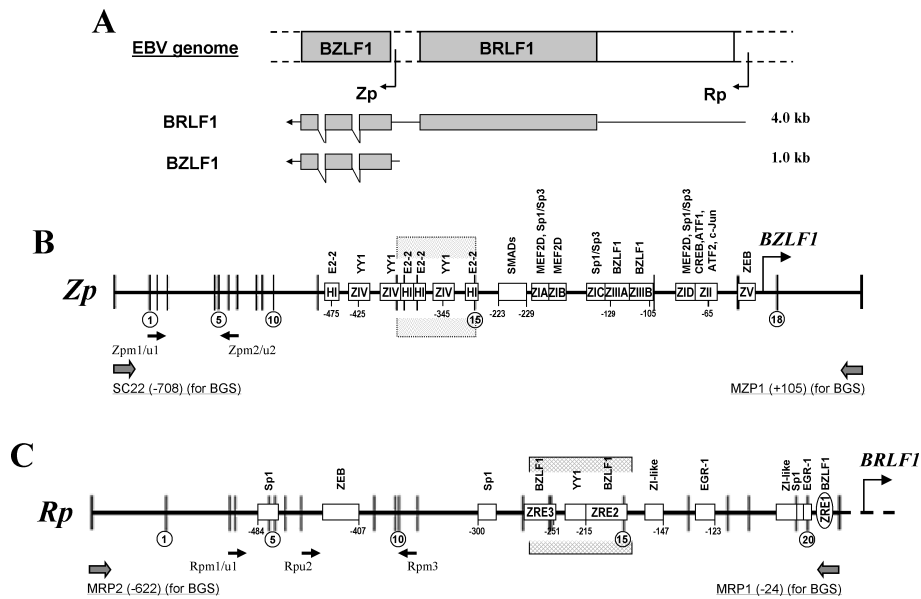 A
EBV genome
BZLF1
BRLF1
Zp
Rp
BRLF1
4.0 kb
BZLF1
1.0 kb
B
E2-2
YY1
YY1
E2-2
E2-2
YY1
E2-2
SMADs
MEF2D, Sp1/Sp3
MEF2D
Sp1/Sp3
BZLF1
BZLF1
MEF2D, Sp1/Sp3
CREB,ATF1,
ATF2, c-Jun
ZEB
BZLF1
Zp
HI
ZIV
ZIV
HI
HI
ZIV
HI
ZIA
ZIB
ZIC
ZIIIA
ZIIIB
ZID
ZII
ZV
-475
-425
-345
-223
-229
-129
-105
-65
1
5
10
15
18
Zpm1/u1
Zpm2/u2
SC22 (-708) (for BGS)
MZP1 (+105) (for BGS)
C
Sp1
ZEB
Sp1
BZLF1
YY1
BZLF1
ZI-like
EGR-1
ZI-like
Sp1
EGR-1
BZLF1
BRLF1
Rp
ZRE3
ZRE2
ZRE1
-484
-407
-300
-251
-215
-147
-123
1
5
10
15
20
Rpm1/u1
Rpu2
Rpm3
MRP2 (-622) (for BGS)
MRP1 (-24) (for BGS)